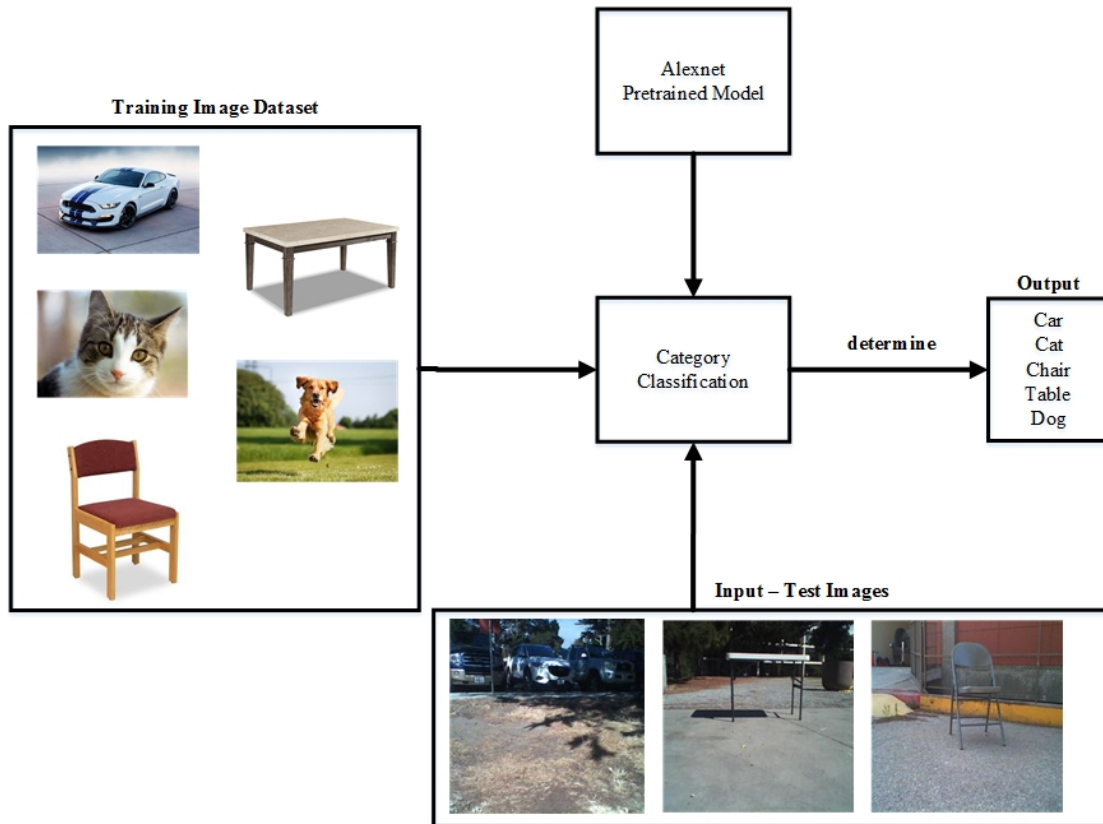 Alexnet
Pretrained Model
Training Image Dataset
Category
Classification
determine
Output
Car
Cat
Chair
Table
Dog
Input – Test Images